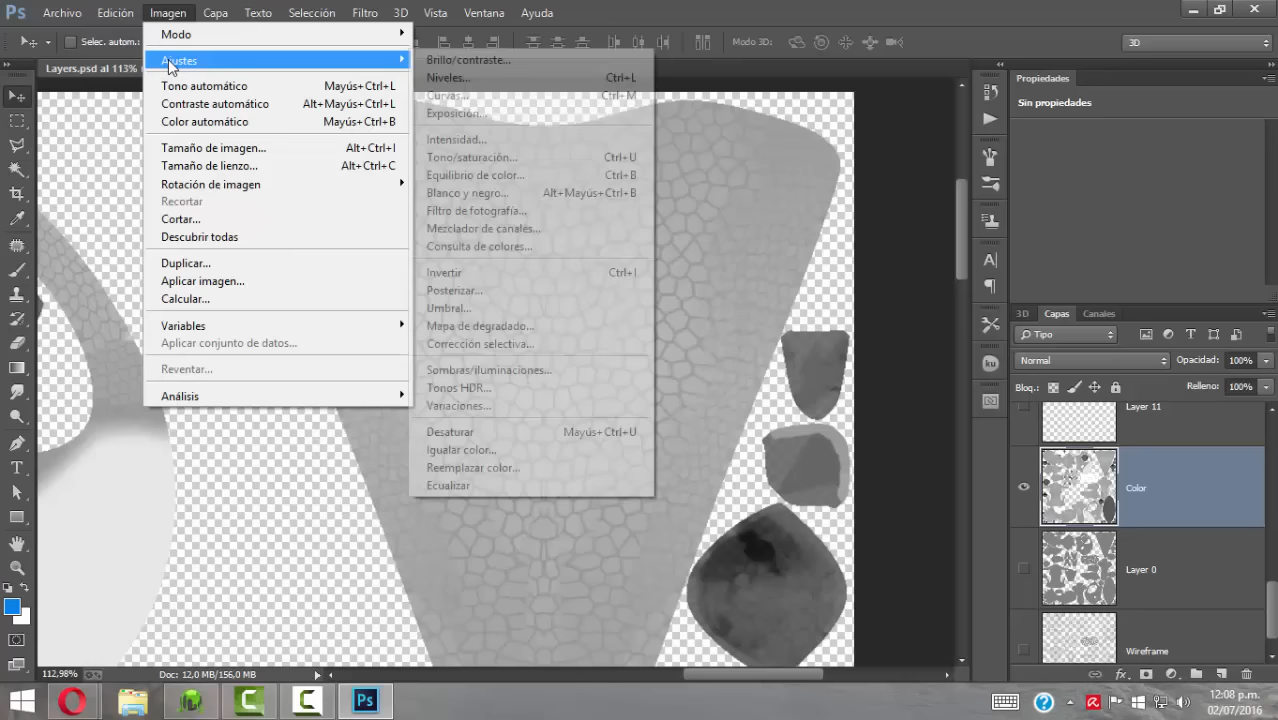 Ps Archivo Edición Imagen Capa Texto Selección Filtro 3D Vista Ventana Ayuda
Selec. autom.: Modo 3D: 3D
Layers.psd al 113%
Modo
Ajustes
Tono automático Mayús+Ctrl+L
Contraste automático Alt+Mayús+Ctrl+L
Color automático Mayús+Ctrl+B
Tamaño de imagen... Alt+Ctrl+I
Tamaño de lienzo... Alt+Ctrl+C
Rotación de imagen
Recortar
Cortar...
Descubrir todas
Duplicar...
Aplicar imagen...
Calcular...
Variables
Aplicar conjunto de datos...
Reventar...
Análisis
Brillo/contraste...
Niveles... Ctrl+L
Curvas... Ctrl+M
Exposición...
Intensidad...
Tono/saturación... Ctrl+U
Equilibrio de color... Ctrl+B
Blanco y negro... Alt+Mayús+Ctrl+B
Filtro de fotografía...
Mezclador de canales...
Consulta de colores...
Invertir Ctrl+I
Posterizar...
Umbral...
Mapa de degradado...
Corrección selectiva...
Sombras/iluminaciones...
Tonos HDR...
Variaciones...
Desaturar Mayús+Ctrl+U
Igualar color...
Reemplazar color...
Ecualizar
Propiedades
Sin propiedades
3D Capas Canales
Tipo
Normal Opacidad: 100%
Bloq.: Relleno: 100%
Layer 11
Color
Layer 0
Wireframe
112,98% Doc: 12,0 MB/156,0 MB
12:08 p.m.
02/07/2016